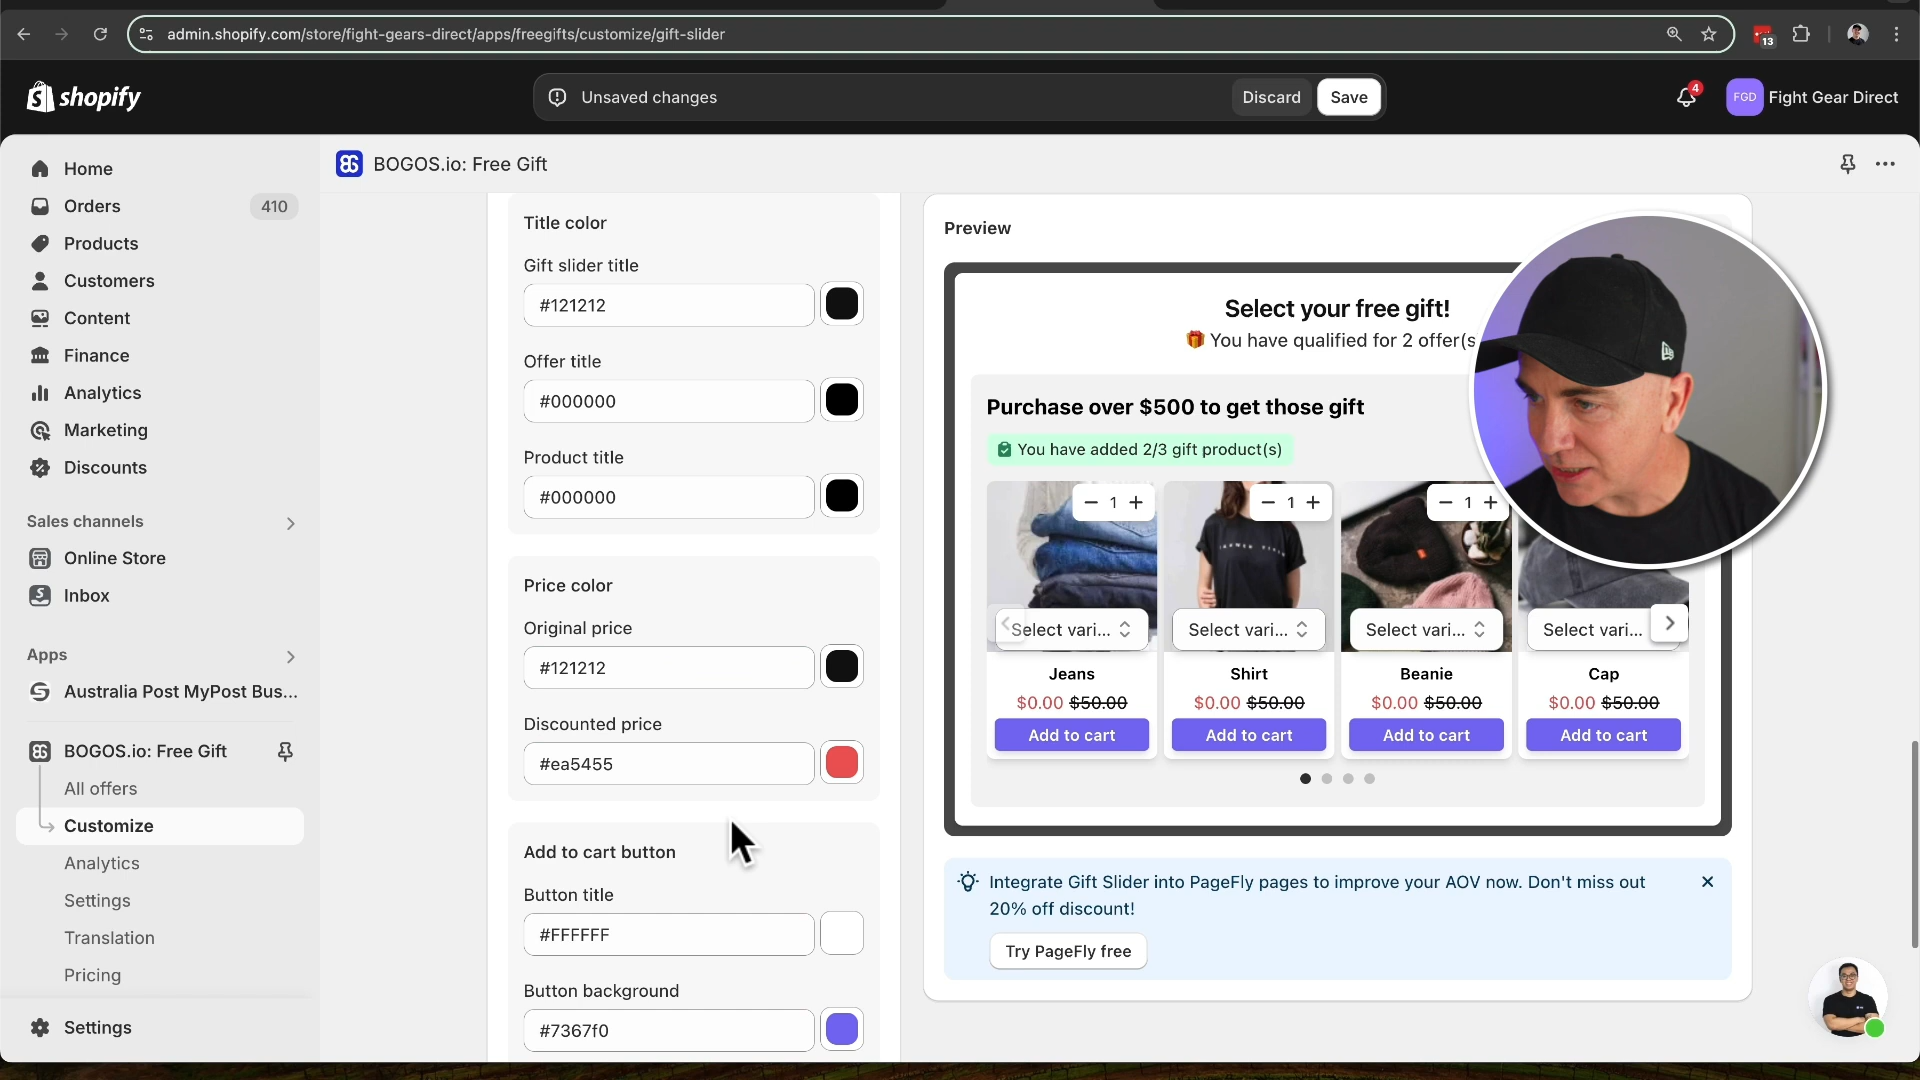 admin.shopify.com/store/fight-gears-direct/apps/freegifts/customize/gift-slider
13
shopify
Unsaved changes
Discard
Save
4
FGD
Fight Gear Direct
Home
Orders
410
Products
Customers
Content
Finance
Analytics
Marketing
Discounts
Sales channels
Online Store
Inbox
Apps
Australia Post MyPost Bus...
BOGOS.io: Free Gift
All offers
Customize
Analytics
Settings
Translation
Pricing
Settings
BOGOS.io: Free Gift
Title color
Gift slider title
#121212
Offer title
#000000
Product title
#000000
Price color
Original price
#121212
Discounted price
#ea5455
Add to cart button
Button title
#FFFFFF
Button background
#7367f0
Preview
Select your free gift!
You have qualified for 2 offer(s
Purchase over $500 to get those gift
You have added 2/3 gift product(s)
− 1 +
− 1 +
− 1 +
Select vari...
Select vari...
Select vari...
Select vari...
Jeans
Shirt
Beanie
Cap
$0.00 $50.00
$0.00 $50.00
$0.00 $50.00
$0.00 $50.00
Add to cart
Add to cart
Add to cart
Add to cart
Integrate Gift Slider into PageFly pages to improve your AOV now. Don't miss out
20% off discount!
Try PageFly free